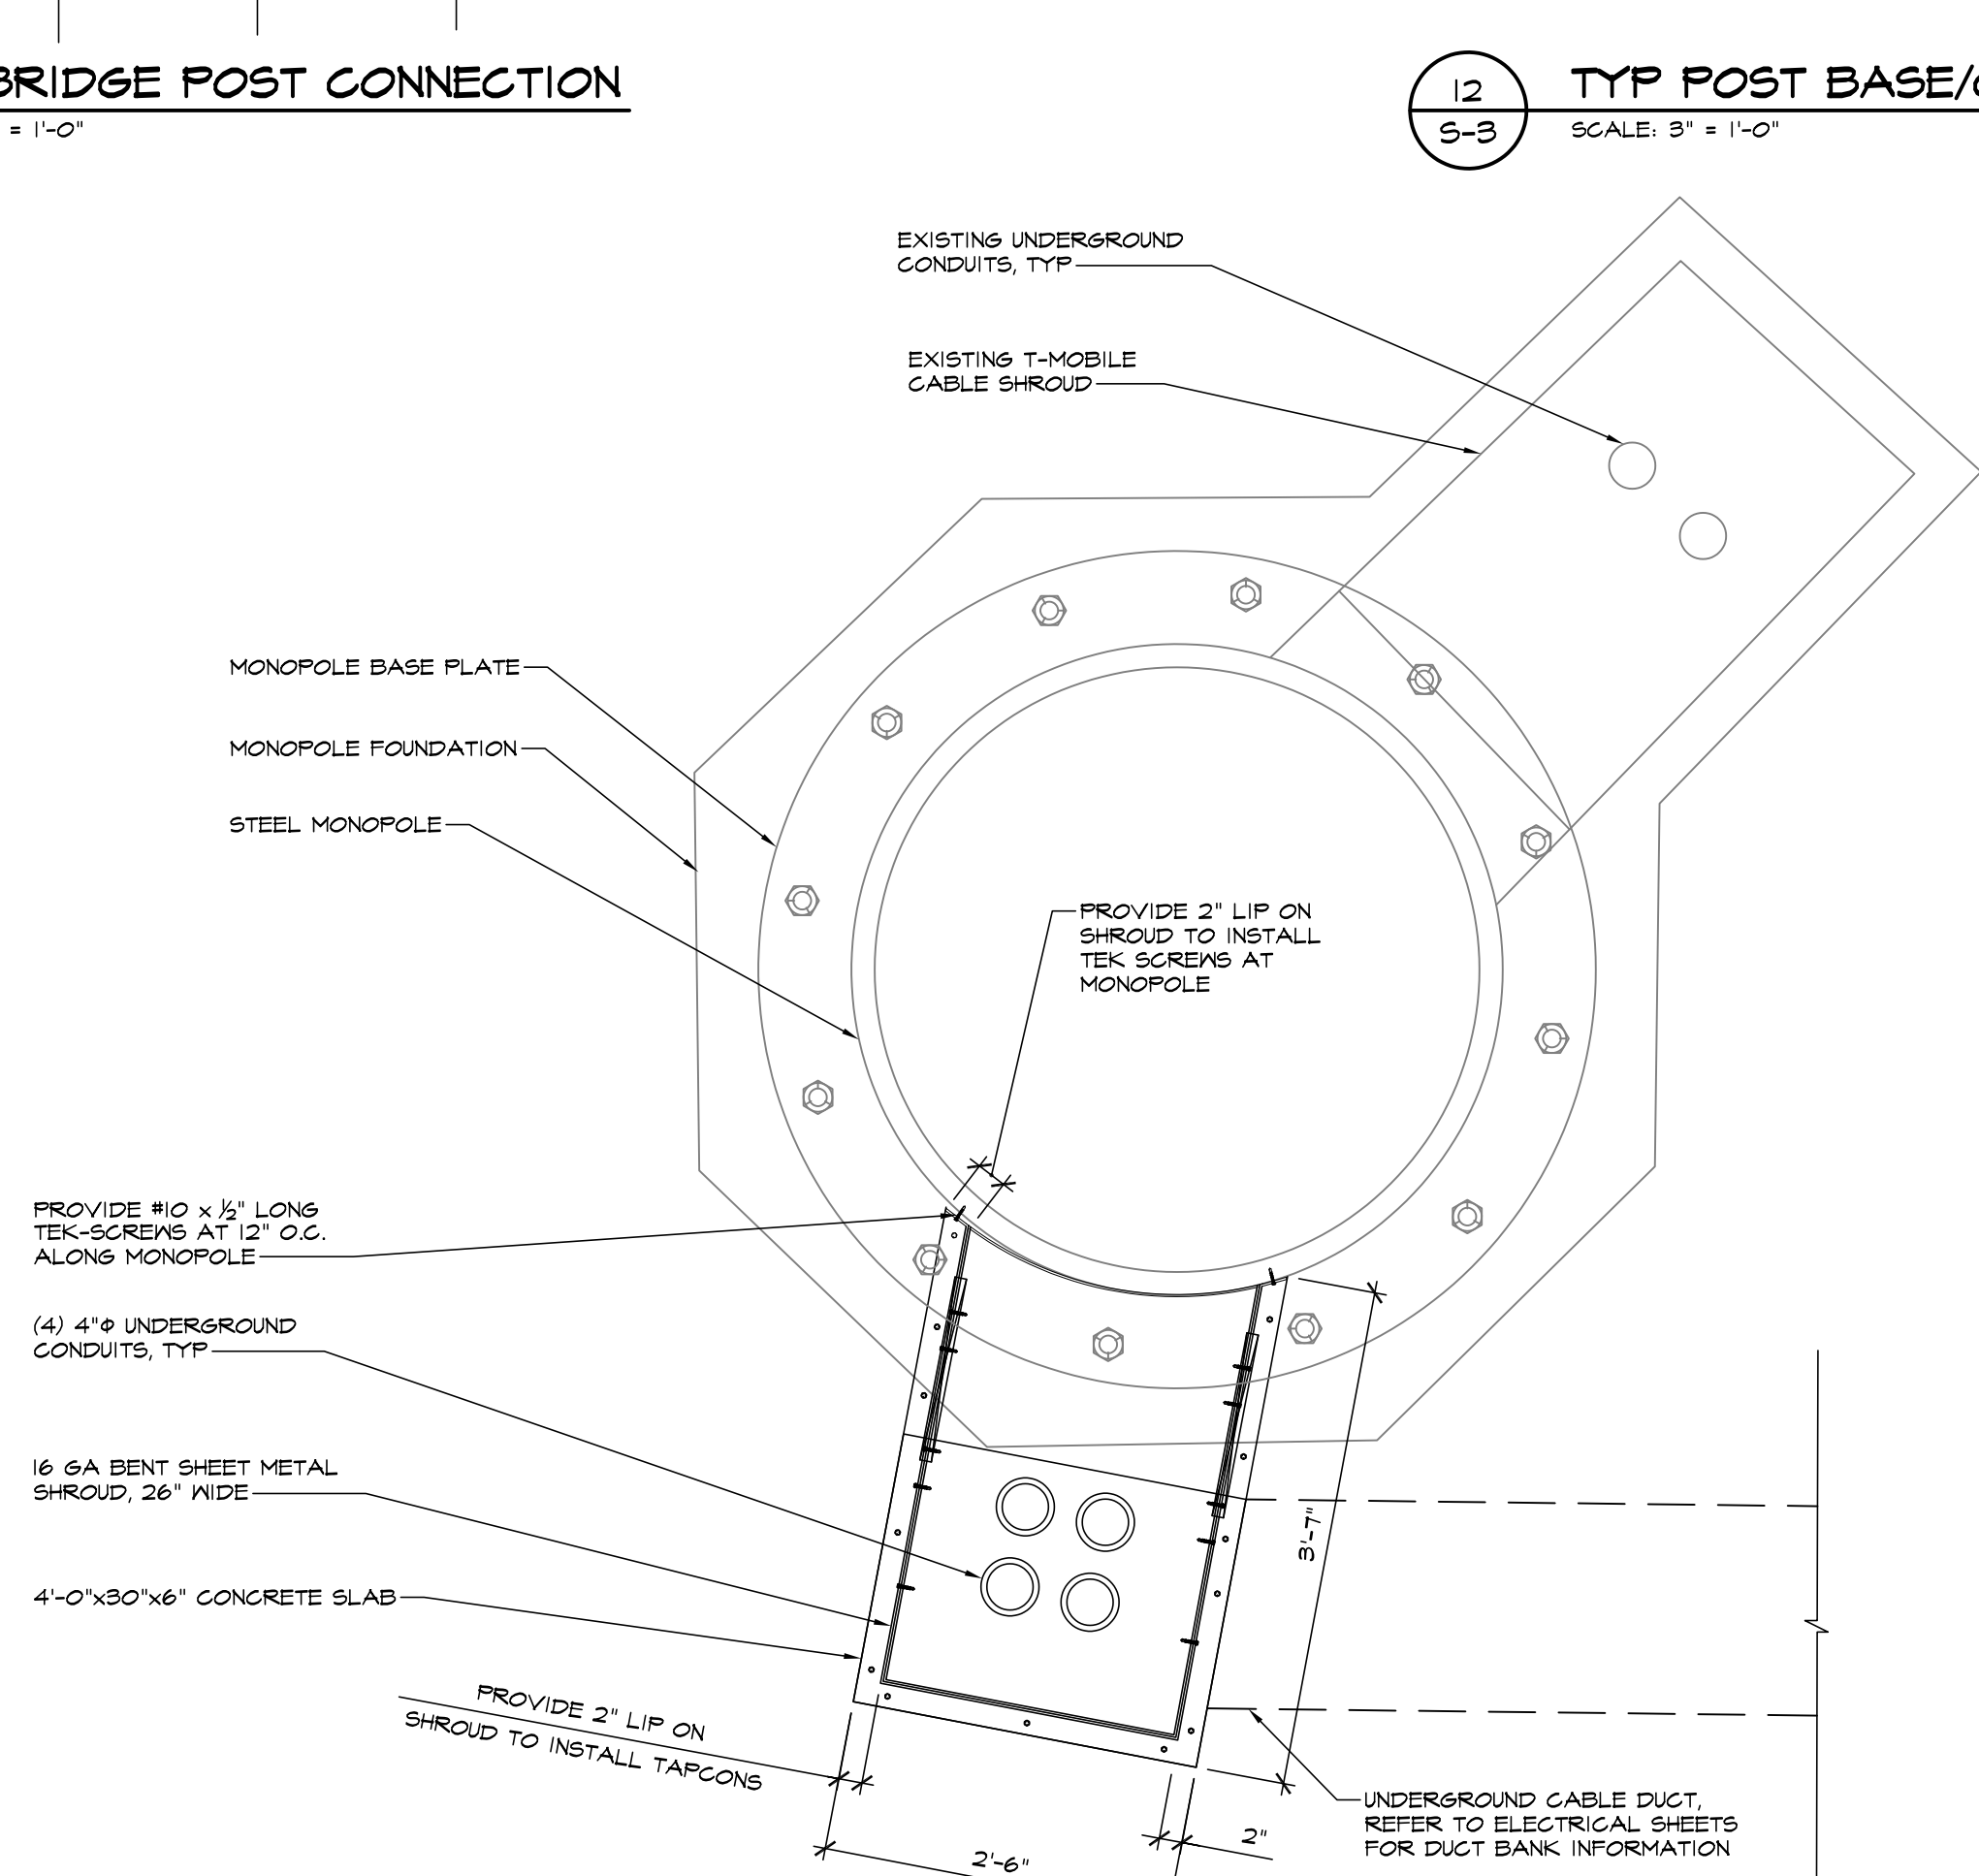 BRIDGE POST CONNECTION
= 1'-0"
12
S-3
TYP POST BASE/
SCALE: 3" = 1'-0"
EXISTING UNDERGROUND
CONDUITS, TYP
EXISTING T-MOBILE
CABLE SHROUD
MONOPOLE BASE PLATE
MONOPOLE FOUNDATION
STEEL MONOPOLE
PROVIDE 2" LIP ON
SHROUD TO INSTALL
TEK SCREWS AT
MONOPOLE
PROVIDE #10 x ½" LONG
TEK-SCREWS AT 12" O.C.
ALONG MONOPOLE
(4) 4"Φ UNDERGROUND
CONDUITS, TYP
16 GA BENT SHEET METAL
SHROUD, 26" WIDE
4'-0"x30"x6" CONCRETE SLAB
3'-7"
PROVIDE 2" LIP ON
SHROUD TO INSTALL TAPCONS
2'-6"
2"
UNDERGROUND CABLE DUCT,
REFER TO ELECTRICAL SHEETS
FOR DUCT BANK INFORMATION